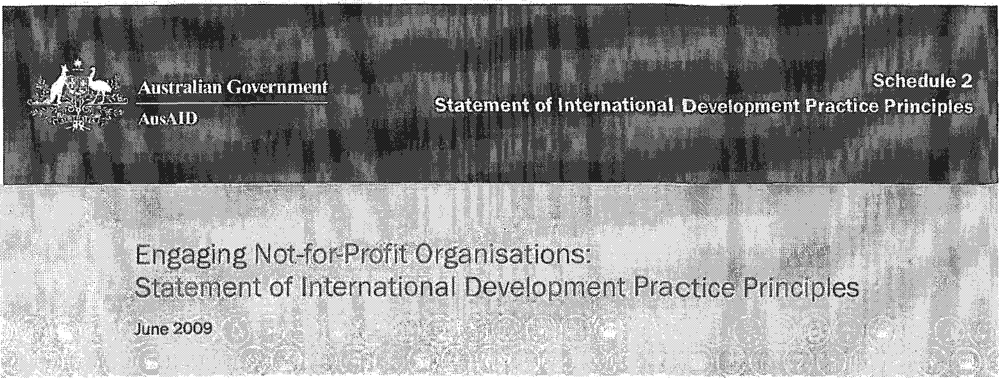 Australian Government
AusAID
Schedule 2
Statement of International Development Practice Principles
Engaging Not-for-Profit Organisations:
Statement of International Development Practice Principles
June 2009